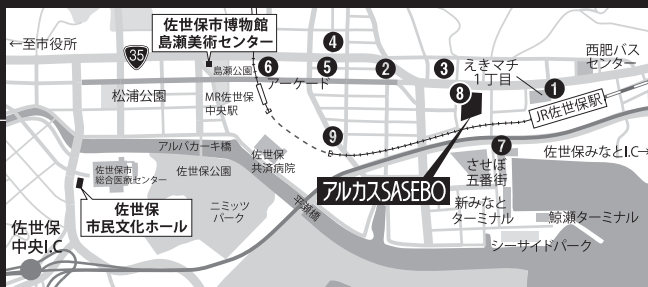 ←至市役所
35
佐世保市博物館
島瀬美術センター
島瀬公園
松浦公園
6
アーケード
MR佐世保
中央駅
4
5
2
3
えきマチ
1丁目
8
1
西肥バス
センター
JR佐世保駅
9
7
佐世保みなとI.C→
アルバカーキ橋
佐世保市
総合医療センター
佐世保公園
佐世保
共済病院
アルカスSASEBO
させぼ
五番街
新みなと
ターミナル
鯨瀬ターミナル
シーサイドパーク
佐世保
市民文化ホール
ニミッツ
パーク
平瀬橋
佐世保
中央I.C